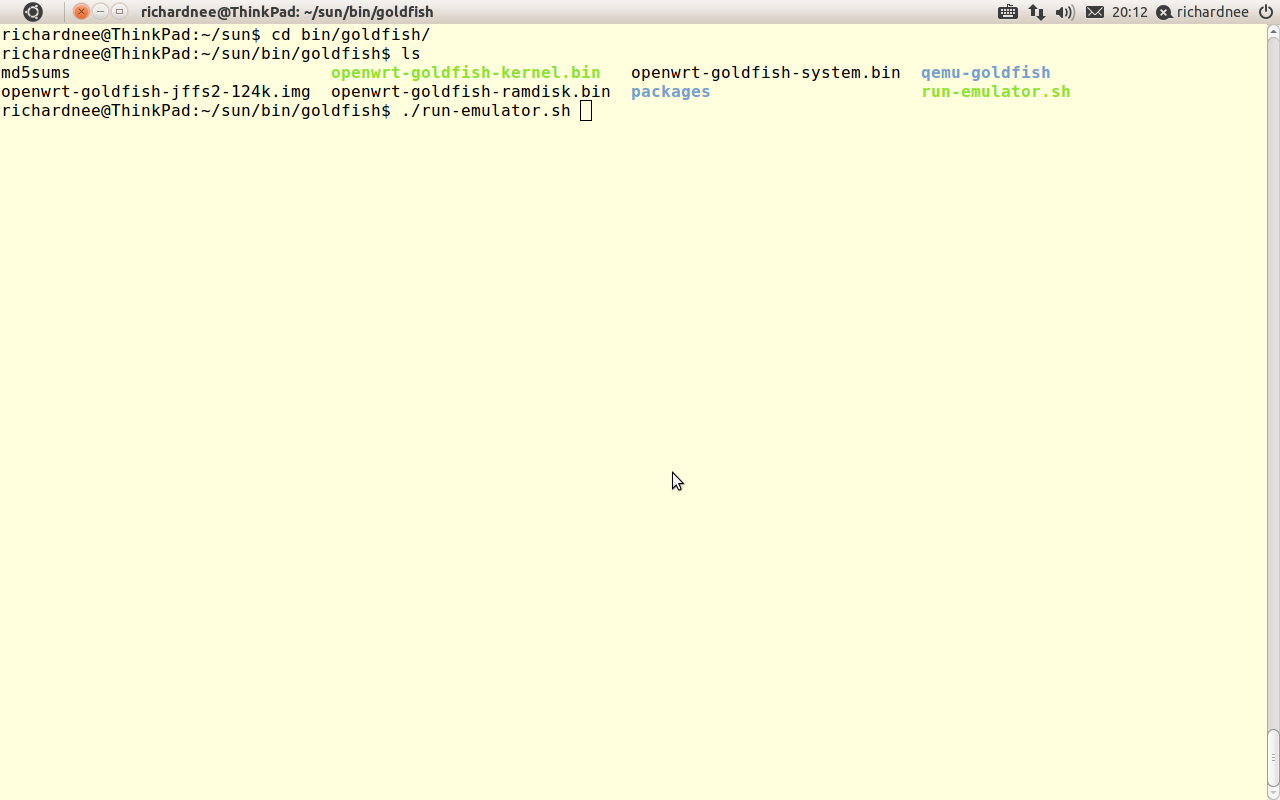 richardnee@ThinkPad: ~/sun/bin/goldfish 20:12 richardnee
richardnee@ThinkPad:~/sun$ cd bin/goldfish/
richardnee@ThinkPad:~/sun/bin/goldfish$ ls
md5sums openwrt-goldfish-kernel.bin openwrt-goldfish-system.bin qemu-goldfish
openwrt-goldfish-jffs2-124k.img openwrt-goldfish-ramdisk.bin packages run-emulator.sh
richardnee@ThinkPad:~/sun/bin/goldfish$ ./run-emulator.sh